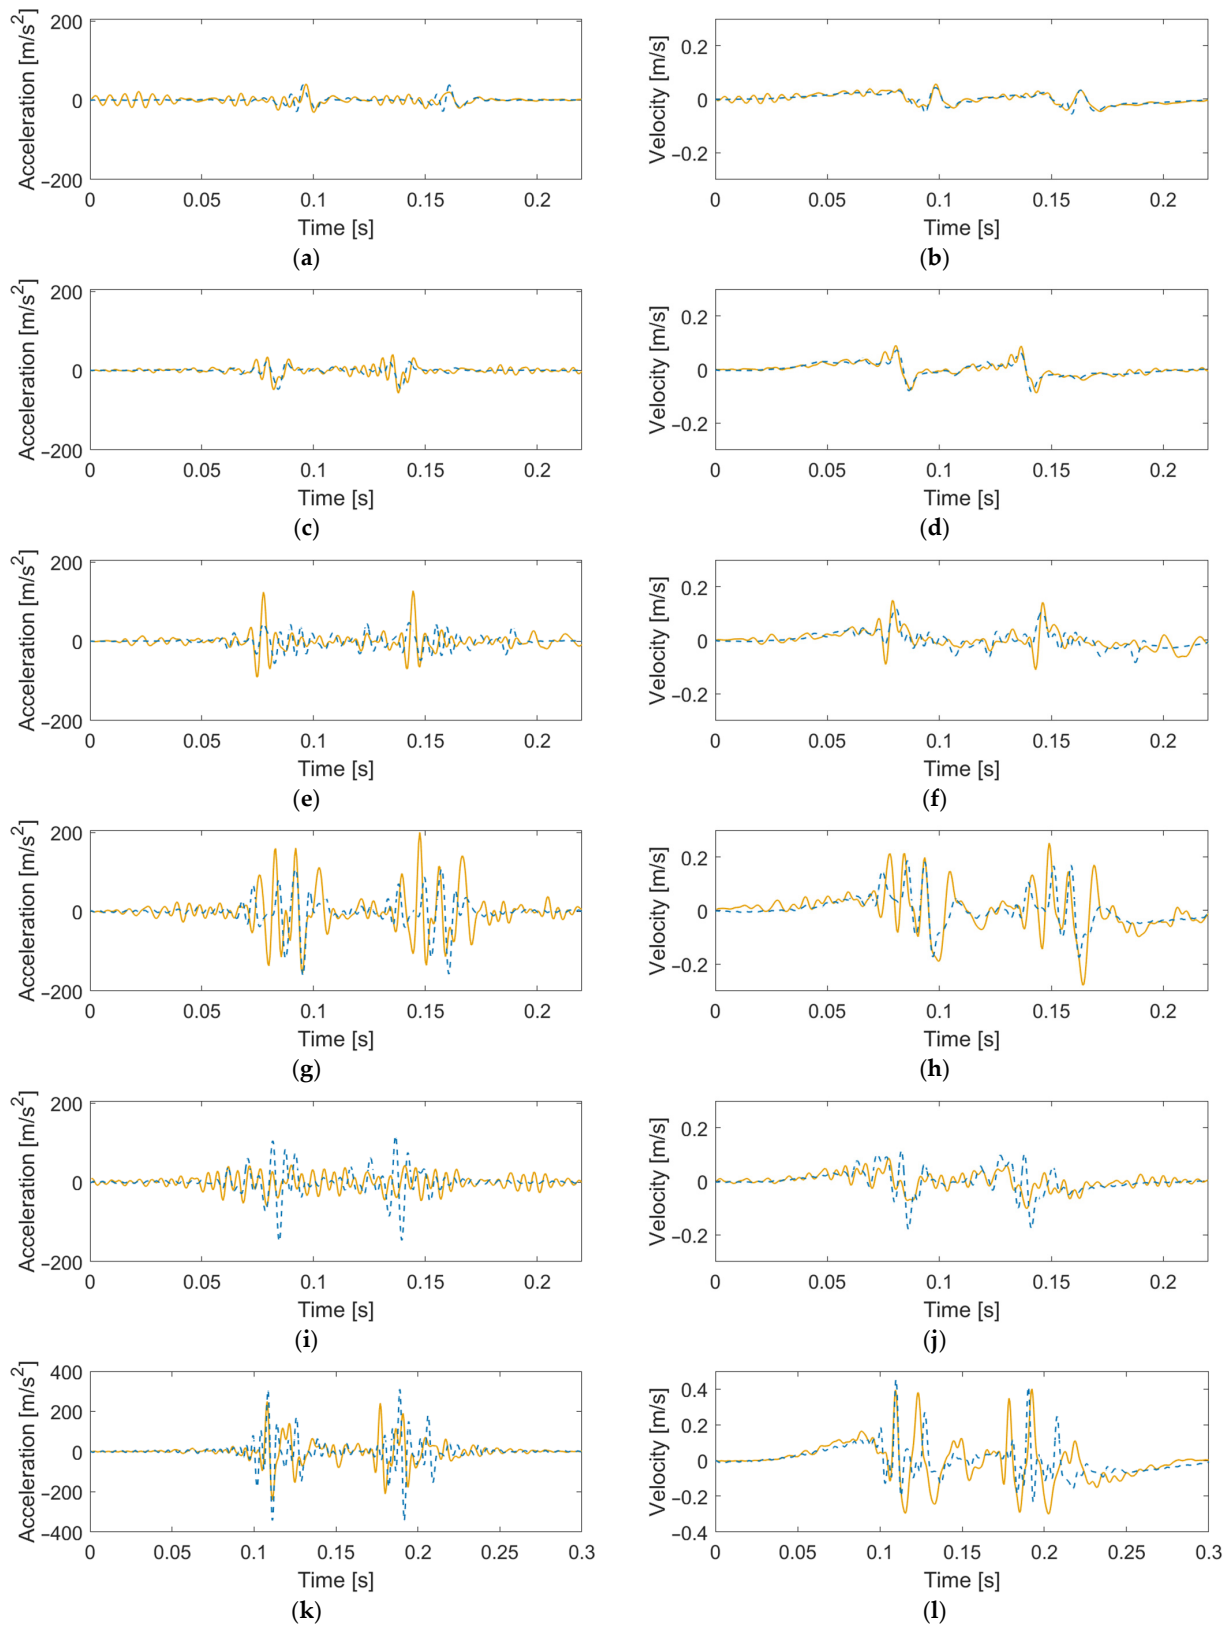 Acceleration [m/s²]
200
0
−200
0 0.05 0.1 0.15 0.2
Time [s]
(a)
Velocity [m/s]
0.2
0
−0.2
0 0.05 0.1 0.15 0.2
Time [s]
(b)
Acceleration [m/s²]
200
0
−200
0 0.05 0.1 0.15 0.2
Time [s]
(c)
Velocity [m/s]
0.2
0
−0.2
0 0.05 0.1 0.15 0.2
Time [s]
(d)
Acceleration [m/s²]
200
0
−200
0 0.05 0.1 0.15 0.2
Time [s]
(e)
Velocity [m/s]
0.2
0
−0.2
0 0.05 0.1 0.15 0.2
Time [s]
(f)
Acceleration [m/s²]
200
0
−200
0 0.05 0.1 0.15 0.2
Time [s]
(g)
Velocity [m/s]
0.2
0
−0.2
0 0.05 0.1 0.15 0.2
Time [s]
(h)
Acceleration [m/s²]
200
0
−200
0 0.05 0.1 0.15 0.2
Time [s]
(i)
Velocity [m/s]
0.2
0
−0.2
0 0.05 0.1 0.15 0.2
Time [s]
(j)
Acceleration [m/s²]
400
200
0
−200
−400
0 0.05 0.1 0.15 0.2 0.25 0.3
Time [s]
(k)
Velocity [m/s]
0.4
0.2
0
−0.2
−0.4
0 0.05 0.1 0.15 0.2 0.25 0.3
Time [s]
(l)